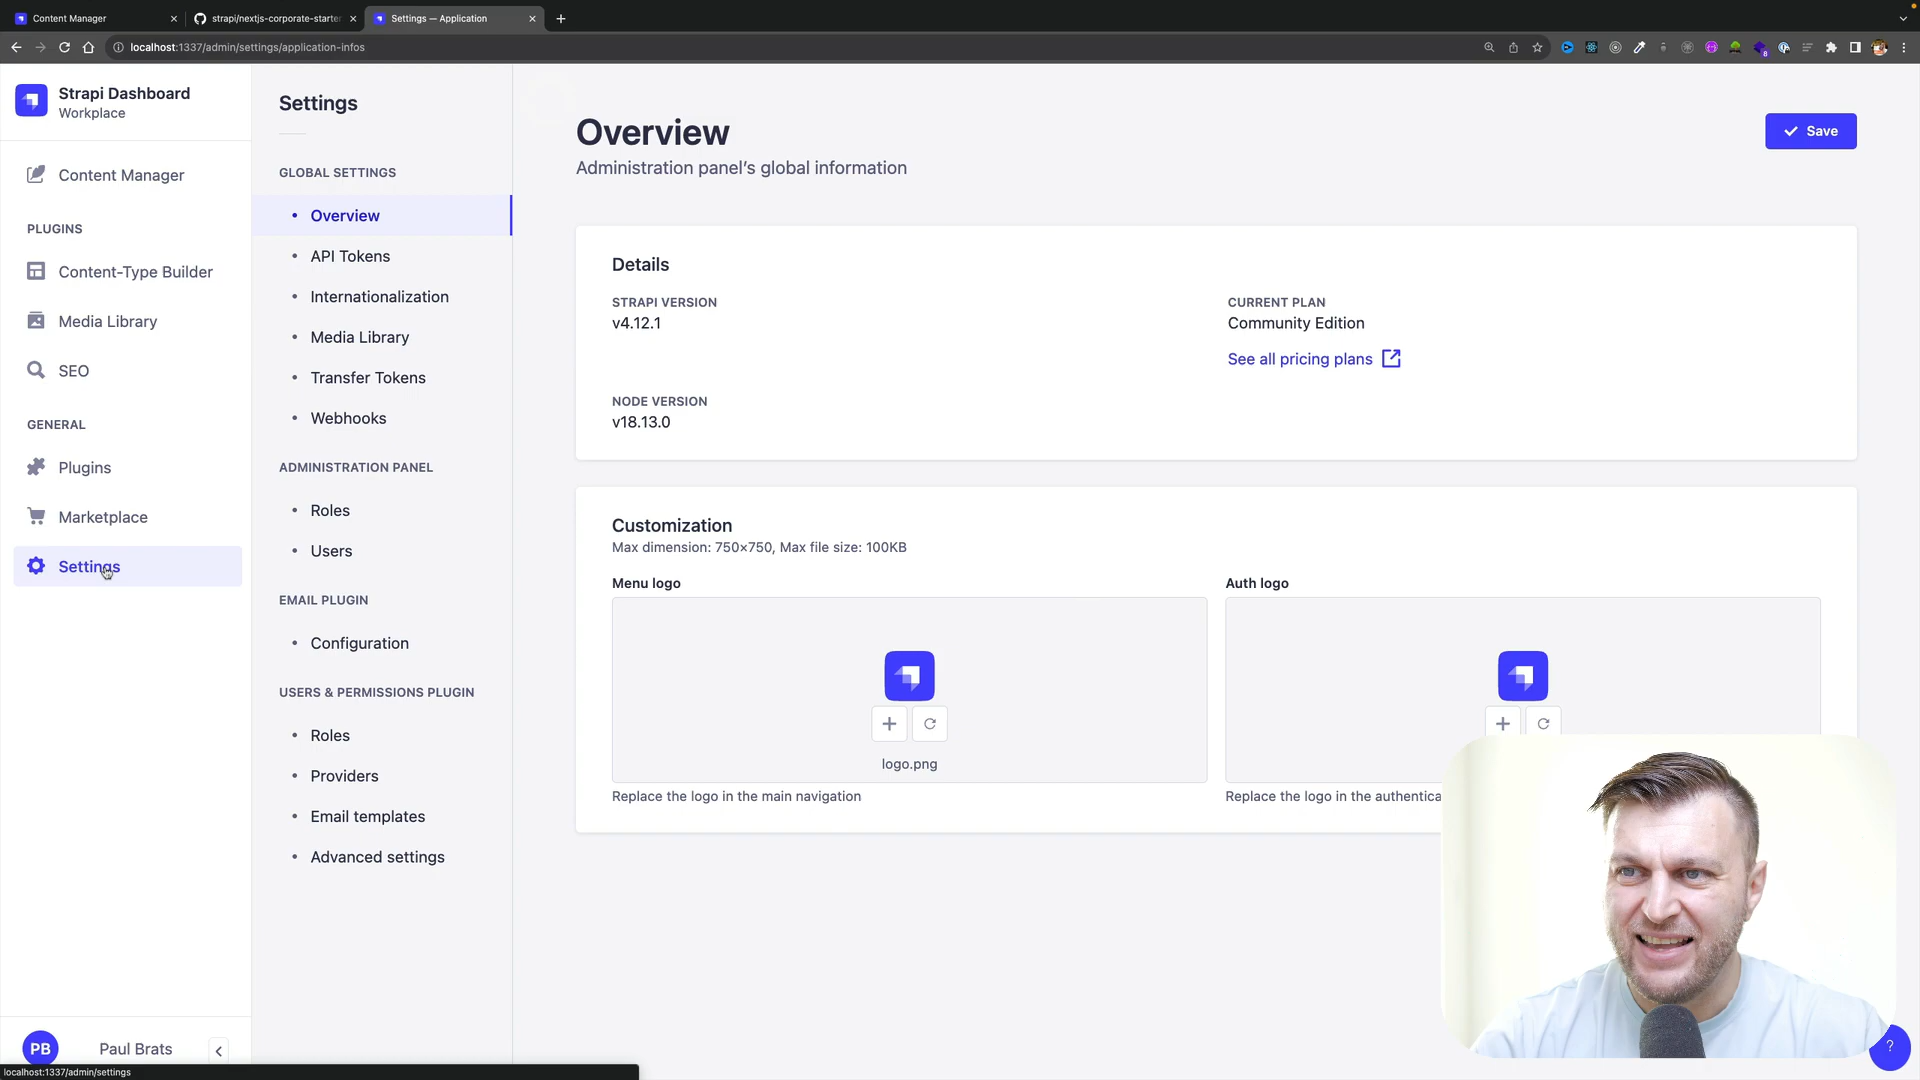 Content Manager
strapi/nextjs-corporate-starter
Settings — Application
localhost:1337/admin/settings/application-infos
8
Strapi Dashboard
Workplace
Content Manager
PLUGINS
Content-Type Builder
Media Library
SEO
GENERAL
Plugins
Marketplace
Settings
PB
Paul Brats
localhost:1337/admin/settings
Settings
GLOBAL SETTINGS
Overview
API Tokens
Internationalization
Media Library
Transfer Tokens
Webhooks
ADMINISTRATION PANEL
Roles
Users
EMAIL PLUGIN
Configuration
USERS & PERMISSIONS PLUGIN
Roles
Providers
Email templates
Advanced settings
Overview
Administration panel’s global information
Save
Details
STRAPI VERSION
v4.12.1
CURRENT PLAN
Community Edition
See all pricing plans
NODE VERSION
v18.13.0
Customization
Max dimension: 750×750, Max file size: 100KB
Menu logo
logo.png
Replace the logo in the main navigation
Auth logo
Replace the logo in the authentica
?